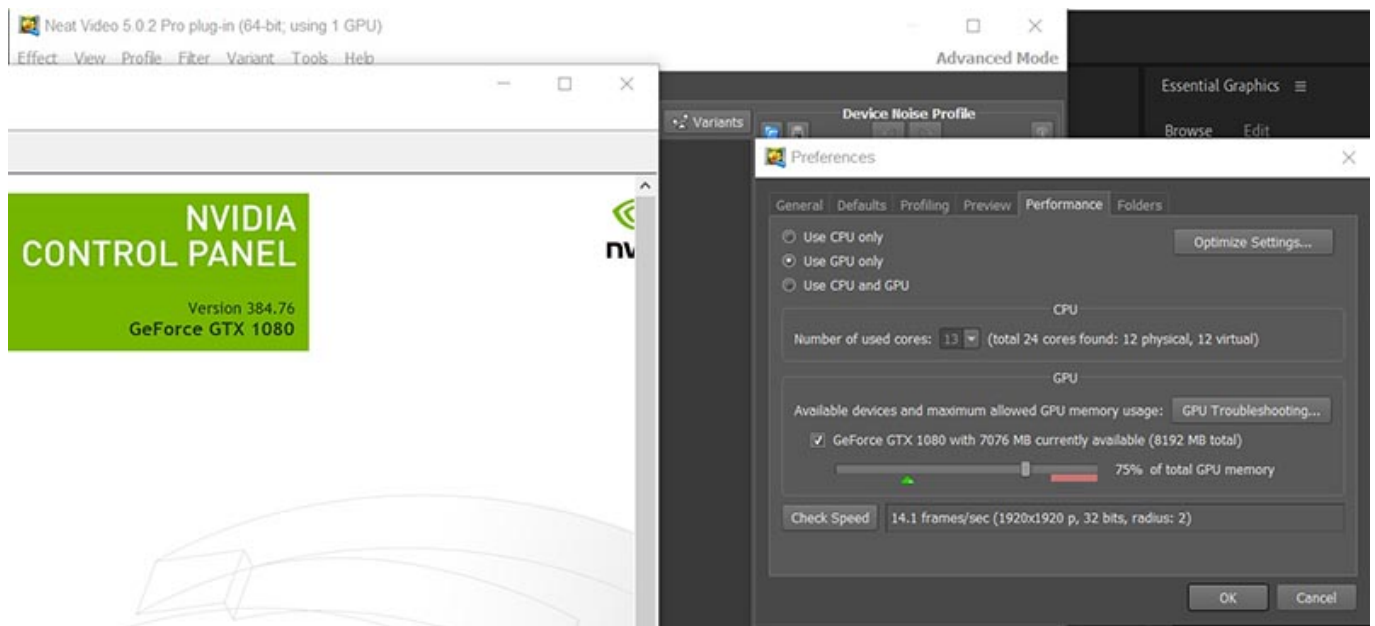 Neat Video 5.0.2 Pro plug-in (64-bit; using 1 GPU)
Effect View Profile Filter Variant Tools Help
Advanced Mode
Essential Graphics
Browse Edit
Variants
Device Noise Profile
NVIDIA
CONTROL PANEL
Version 384.76
GeForce GTX 1080
Preferences
General Defaults Profiling Preview Performance Folders
Use CPU only
Optimize Settings...
Use GPU only
Use CPU and GPU
CPU
Number of used cores: 13 (total 24 cores found: 12 physical, 12 virtual)
GPU
Available devices and maximum allowed GPU memory usage: GPU Troubleshooting...
GeForce GTX 1080 with 7076 MB currently available (8192 MB total)
75% of total GPU memory
Check Speed 14.1 frames/sec (1920x1920 p, 32 bits, radius: 2)
OK Cancel